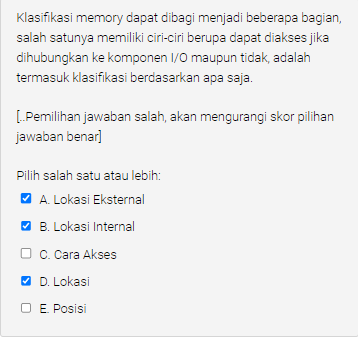 Klasifikasi memory dapat dibagi menjadi beberapa bagian,
salah satunya memiliki ciri-ciri berupa dapat diakses jika
dihubungkan ke komponen I/O maupun tidak, adalah
termasuk klasifikasi berdasarkan apa saja.
[..Pemilihan jawaban salah, akan mengurangi skor pilihan
jawaban benar]
Pilih salah satu atau lebih:
A. Lokasi Eksternal
B. Lokasi Internal
C. Cara Akses
D. Lokasi
E. Posisi